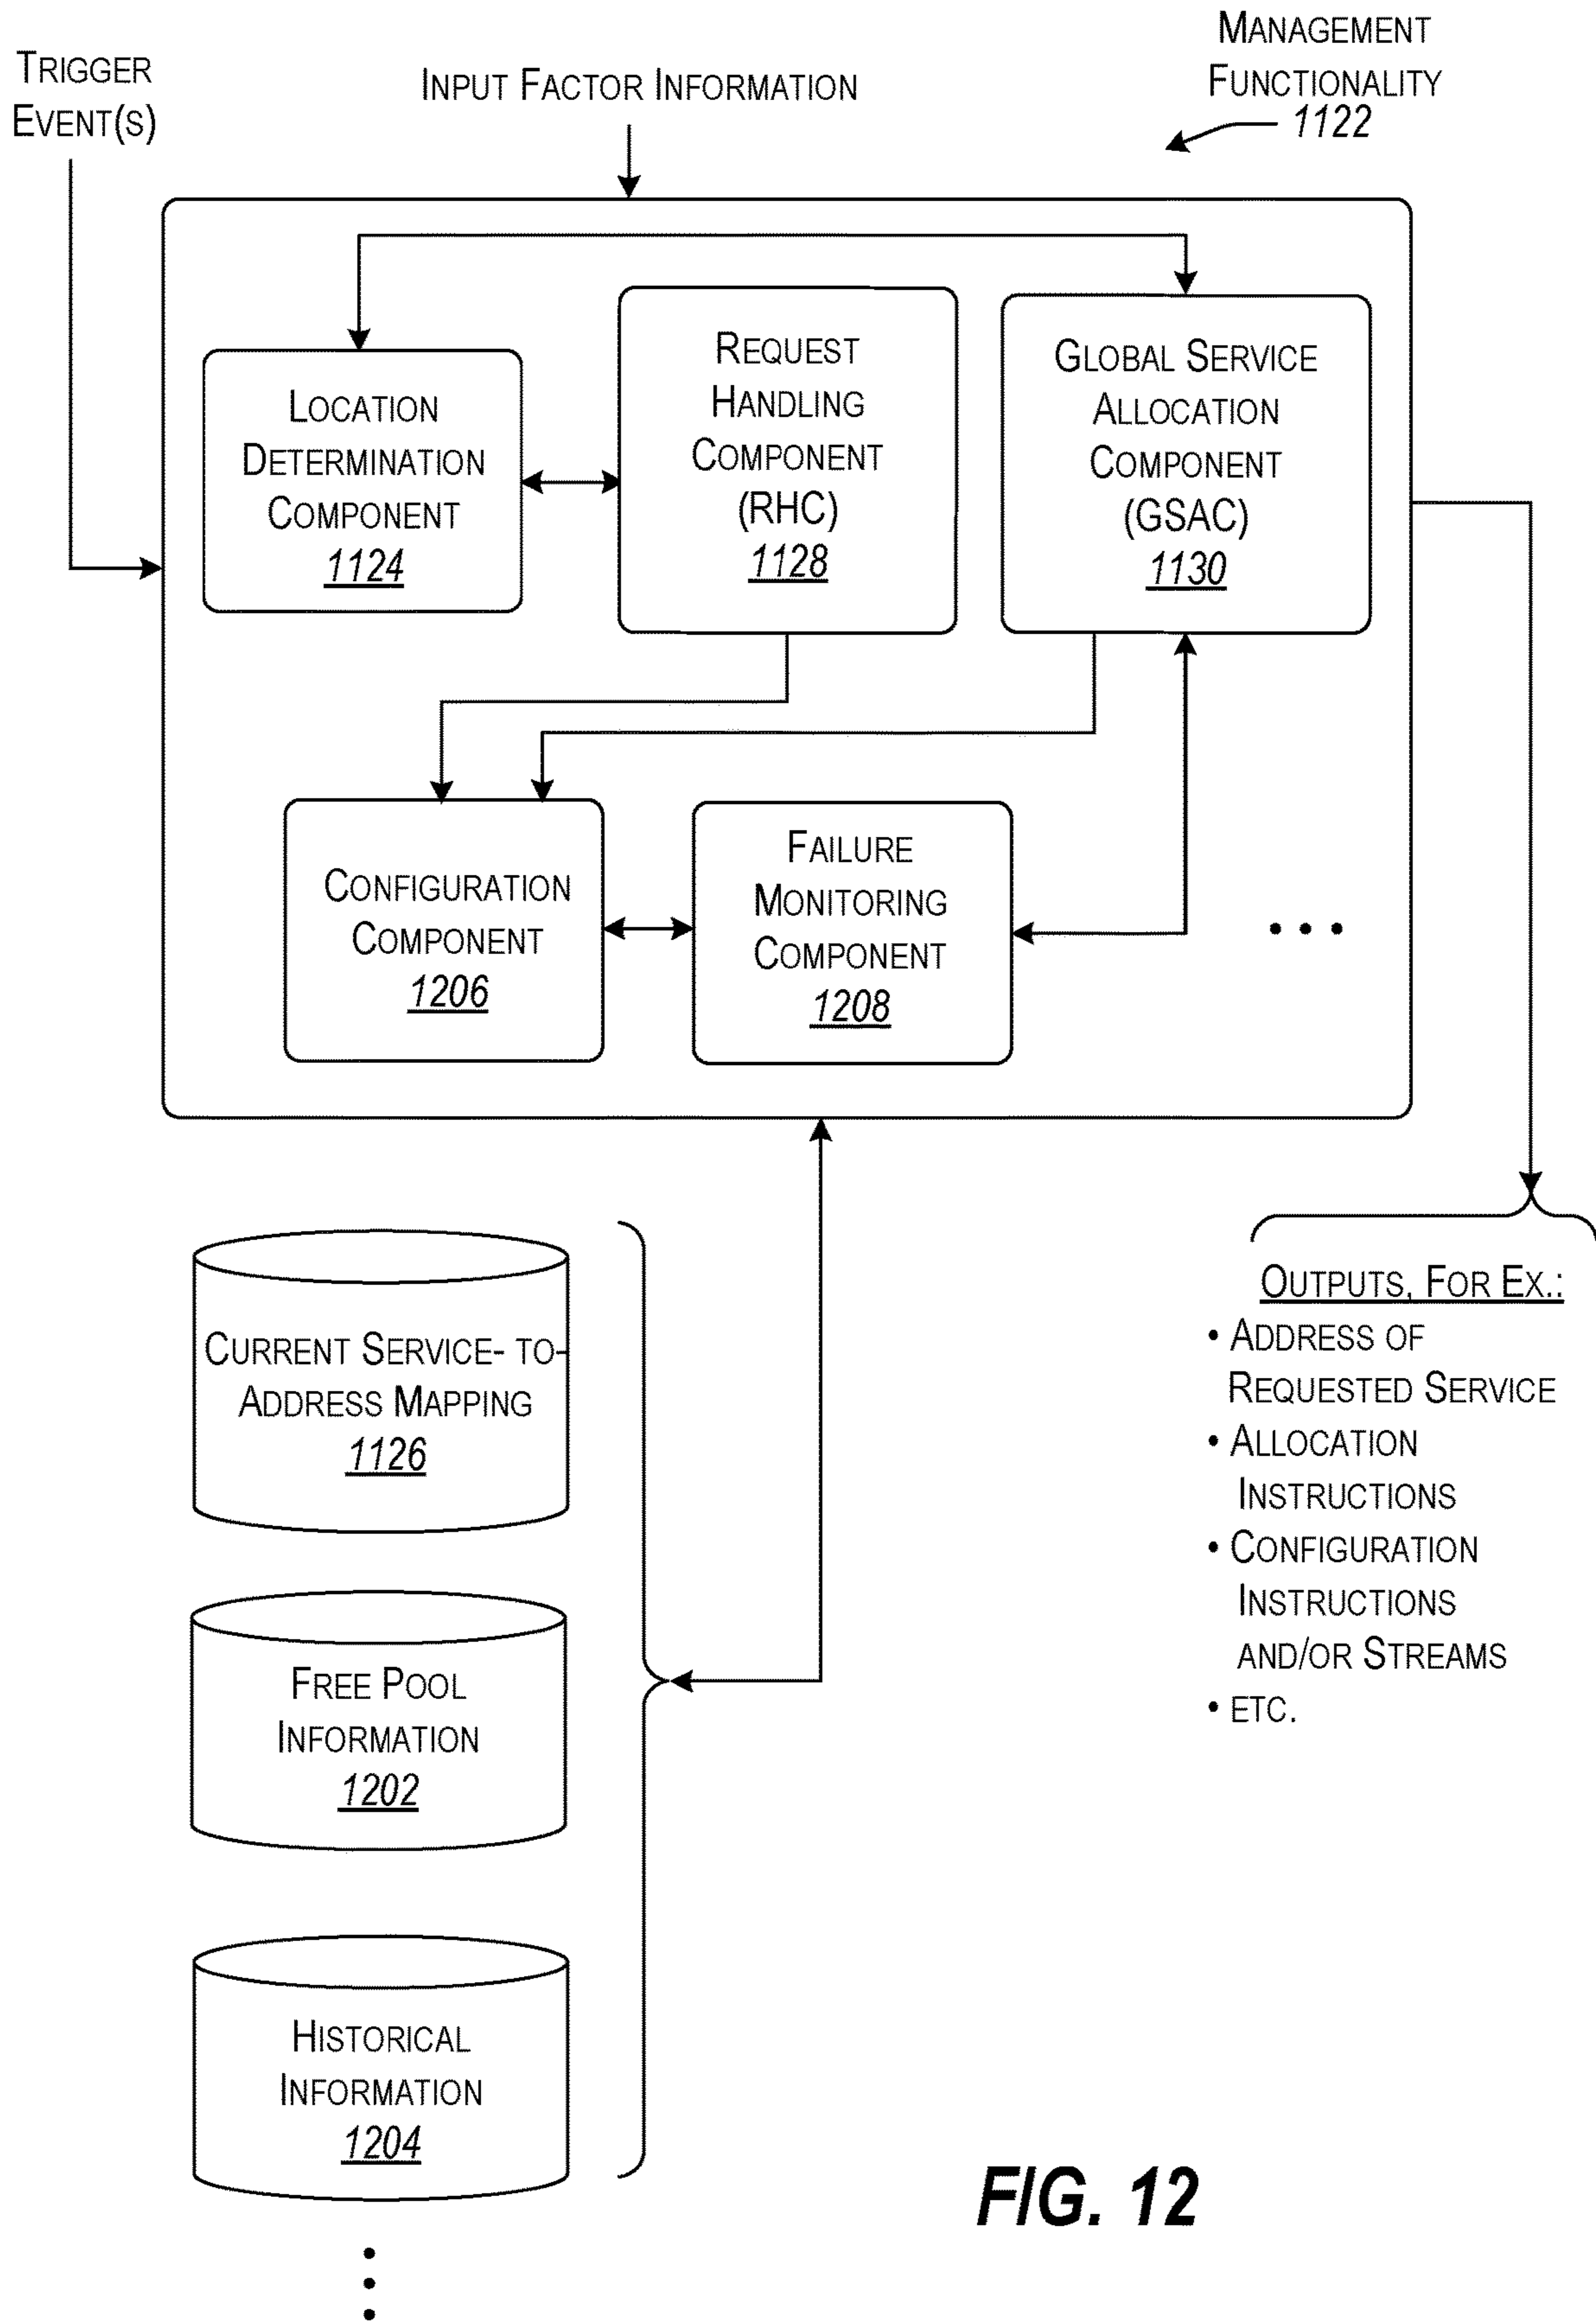 TRIGGER
EVENT(S)
INPUT FACTOR INFORMATION
MANAGEMENT
FUNCTIONALITY
1122
LOCATION
DETERMINATION
COMPONENT
1124
REQUEST
HANDLING
COMPONENT
(RHC)
1128
GLOBAL SERVICE
ALLOCATION
COMPONENT
(GSAC)
1130
CONFIGURATION
COMPONENT
1206
FAILURE
MONITORING
COMPONENT
1208
• • •
CURRENT SERVICE- TO-
ADDRESS MAPPING
1126
FREE POOL
INFORMATION
1202
HISTORICAL
INFORMATION
1204
OUTPUTS, FOR EX.:
• ADDRESS OF
REQUESTED SERVICE
• ALLOCATION
INSTRUCTIONS
• CONFIGURATION
INSTRUCTIONS
AND/OR STREAMS
• ETC.
FIG. 12